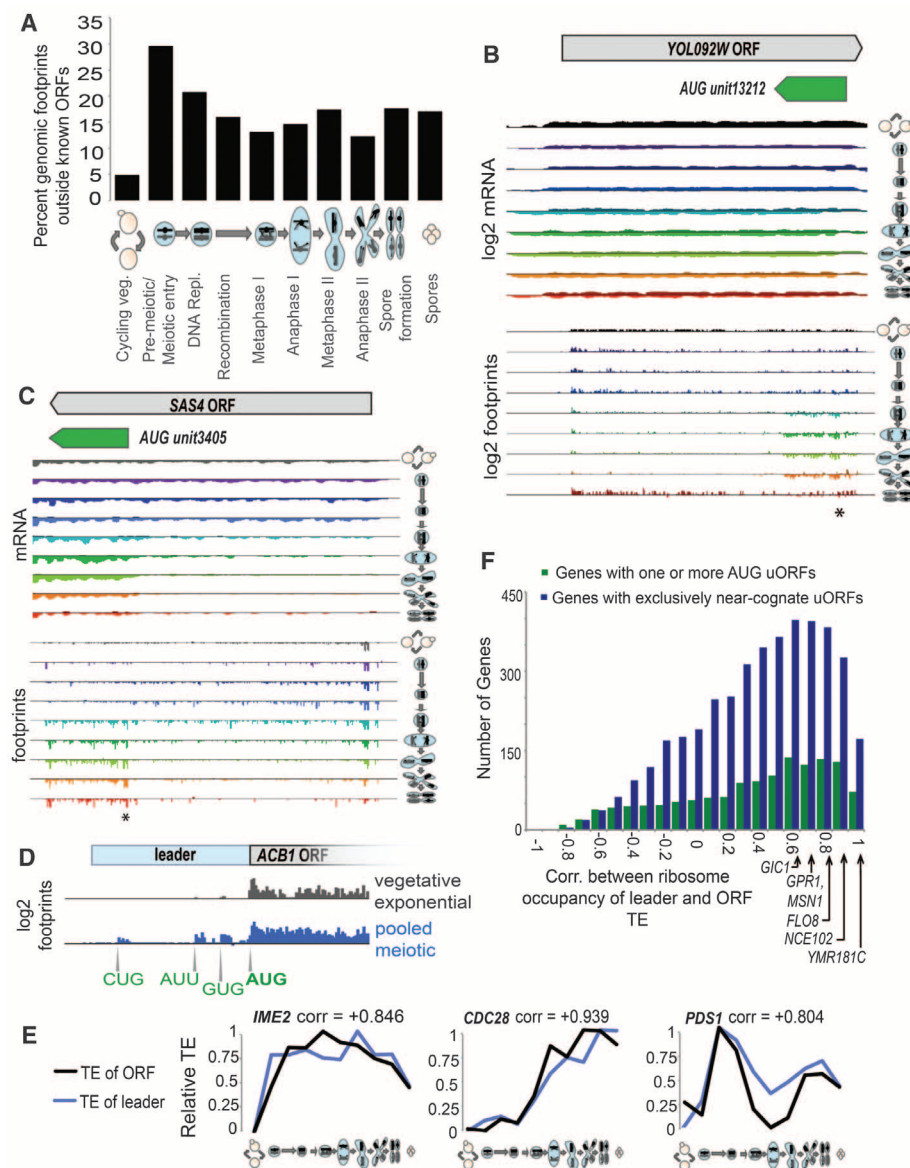 A
Percent genomic footprints
outside known ORFs
35
30
25
20
15
10
5
0
Cycling veg.
Pre-meiotic/
Meiotic entry
DNA Repl.
Recombination
Metaphase I
Anaphase I
Metaphase II
Anaphase II
Spore
formation
Spores
B
YOL092W ORF
AUG unit13212
log2 mRNA
log2 footprints
*
C
SAS4 ORF
AUG unit3405
mRNA
footprints
*
D
leader
ACB1 ORF
log2
footprints
vegetative
exponential
pooled
meiotic
CUG
AUU
GUG
AUG
E
TE of ORF
TE of leader
Relative TE
IME2 corr = +0.846
1
0.75
0.5
0.25
0
CDC28 corr = +0.939
1
0.75
0.5
0.25
0
PDS1 corr = +0.804
1
0.75
0.5
0.25
0
F
Genes with one or more AUG uORFs
Genes with exclusively near-cognate uORFs
Number of Genes
450
300
150
0
-1
-0.8
-0.6
-0.4
-0.2
0
0.2
0.4
0.6
0.8
1
Corr. between ribosome
occupancy of leader and ORF
TE
GIC1
GPR1,
MSN1
FLO8
NCE102
YMR181C